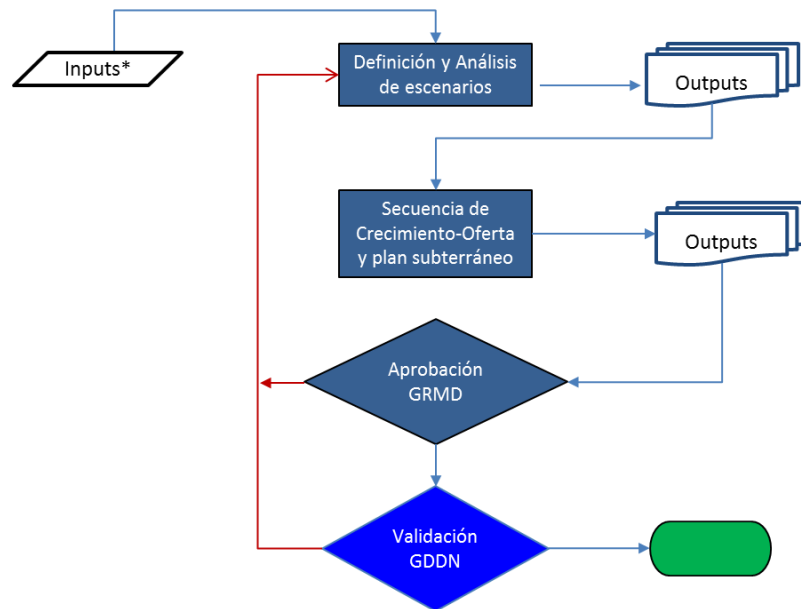 Inputs*
Definición y Análisis
de escenarios
Outputs
Secuencia de
Crecimiento-Oferta
y plan subterráneo
Outputs
Aprobación
GRMD
Validación
GDDN